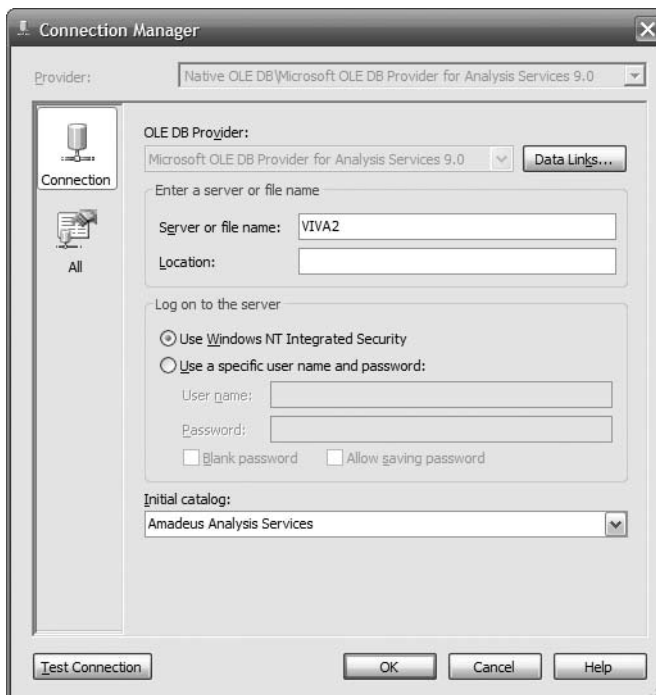 Connection Manager
Provider: Native OLE DB\Microsoft OLE DB Provider for Analysis Services 9.0
Connection
All
OLE DB Provider:
Microsoft OLE DB Provider for Analysis Services 9.0 Data Links...
Enter a server or file name
Server or file name: VIVA2
Location:
Log on to the server
Use Windows NT Integrated Security
Use a specific user name and password:
User name:
Password:
Blank password Allow saving password
Initial catalog:
Amadeus Analysis Services
Test Connection OK Cancel Help